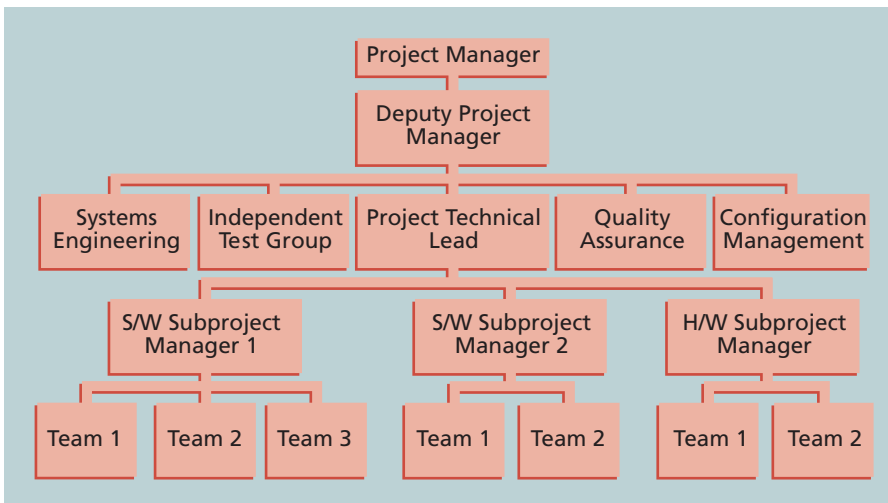 Project Manager
Deputy Project
Manager
Systems
Engineering
Independent
Test Group
Project Technical
Lead
Quality
Assurance
Configuration
Management
S/W Subproject
Manager 1
S/W Subproject
Manager 2
H/W Subproject
Manager
Team 1
Team 2
Team 3
Team 1
Team 2
Team 1
Team 2